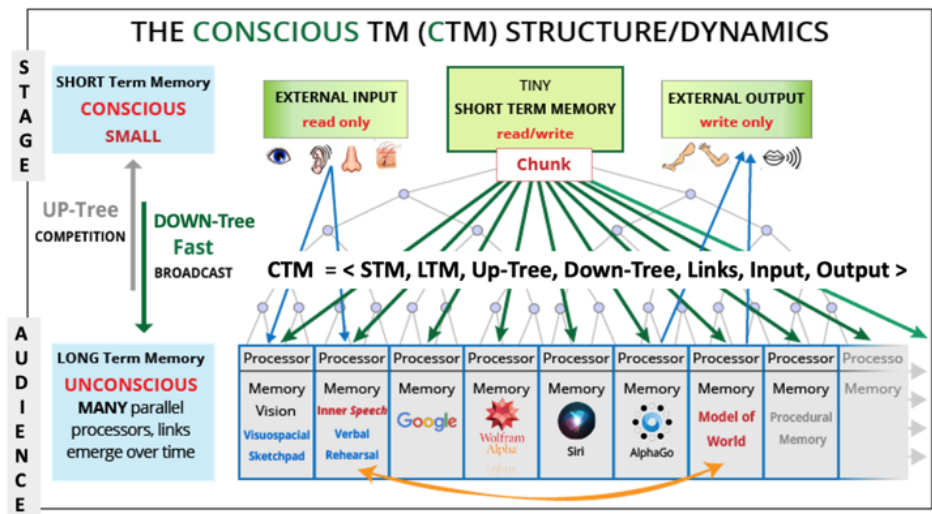 THE CONSCIOUS TM (CTM) STRUCTURE/DYNAMICS
STAGE
SHORT Term Memory
CONSCIOUS
SMALL
EXTERNAL INPUT
read only
TINY
SHORT TERM MEMORY
read/write
Chunk
EXTERNAL OUTPUT
write only
UP-Tree
COMPETITION
DOWN-Tree
Fast
BROADCAST
CTM = < STM, LTM, Up-Tree, Down-Tree, Links, Input, Output >
AUDIENCE
LONG Term Memory
UNCONSCIOUS
MANY parallel
processors, links
emerge over time
Processor
Memory
Vision
Visuospacial
Sketchpad
Processor
Memory
Inner Speech
Verbal
Rehearsal
Processor
Memory
Google
Processor
Memory
Wolfram
Alpha
Processor
Memory
Siri
Processor
Memory
AlphaGo
Processor
Memory
Model of
World
Processor
Memory
Procedural
Memory
Processo
Memory